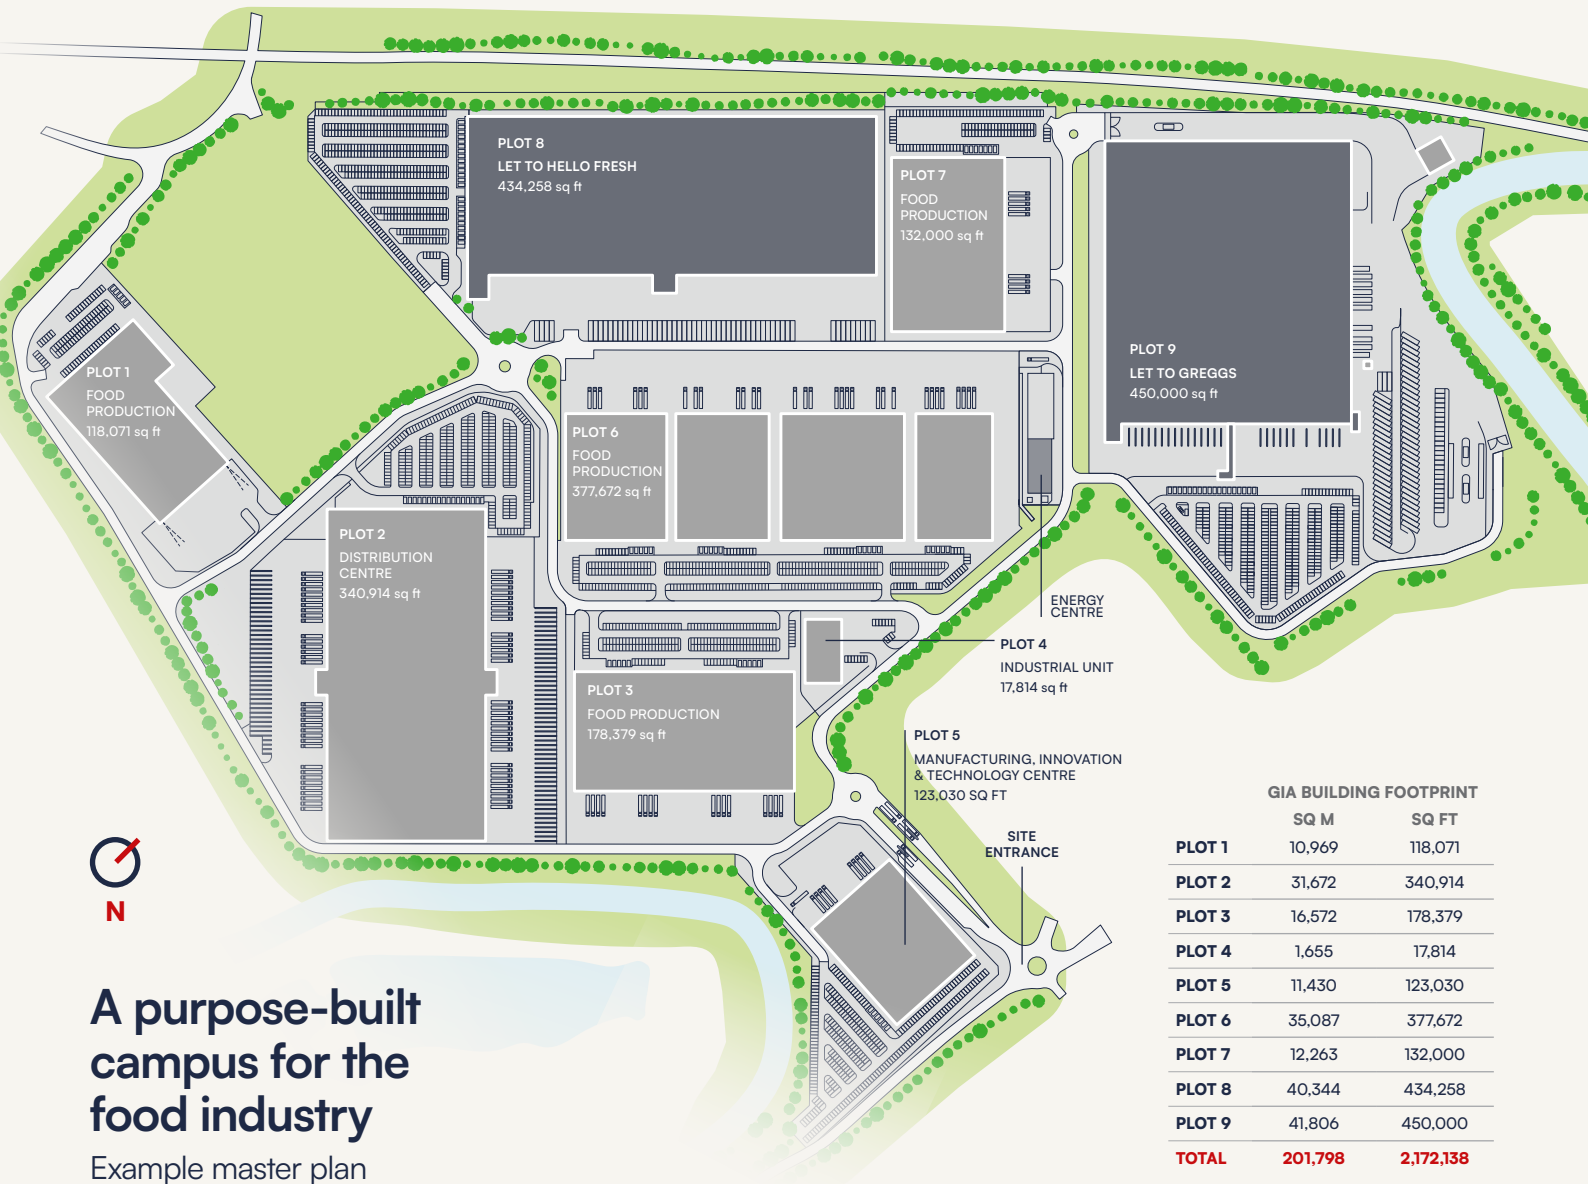 PLOT 8
LET TO HELLO FRESH
434,258 sq ft
PLOT 7
FOOD
PRODUCTION
132,000 sq ft
PLOT 9
LET TO GREGGS
450,000 sq ft
PLOT 1
FOOD
PRODUCTION
118,071 sq ft
PLOT 6
FOOD
PRODUCTION
377,672 sq ft
PLOT 2
DISTRIBUTION
CENTRE
340,914 sq ft
ENERGY
CENTRE
PLOT 4
INDUSTRIAL UNIT
17,814 sq ft
PLOT 3
FOOD PRODUCTION
178,379 sq ft
PLOT 5
MANUFACTURING, INNOVATION
& TECHNOLOGY CENTRE
123,030 SQ FT
SITE
ENTRANCE
N
A purpose-built
campus for the
food industry
Example master plan
GIA BUILDING FOOTPRINT
SQ M SQ FT
PLOT 1 10,969 118,071
PLOT 2 31,672 340,914
PLOT 3 16,572 178,379
PLOT 4 1,655 17,814
PLOT 5 11,430 123,030
PLOT 6 35,087 377,672
PLOT 7 12,263 132,000
PLOT 8 40,344 434,258
PLOT 9 41,806 450,000
TOTAL 201,798 2,172,138